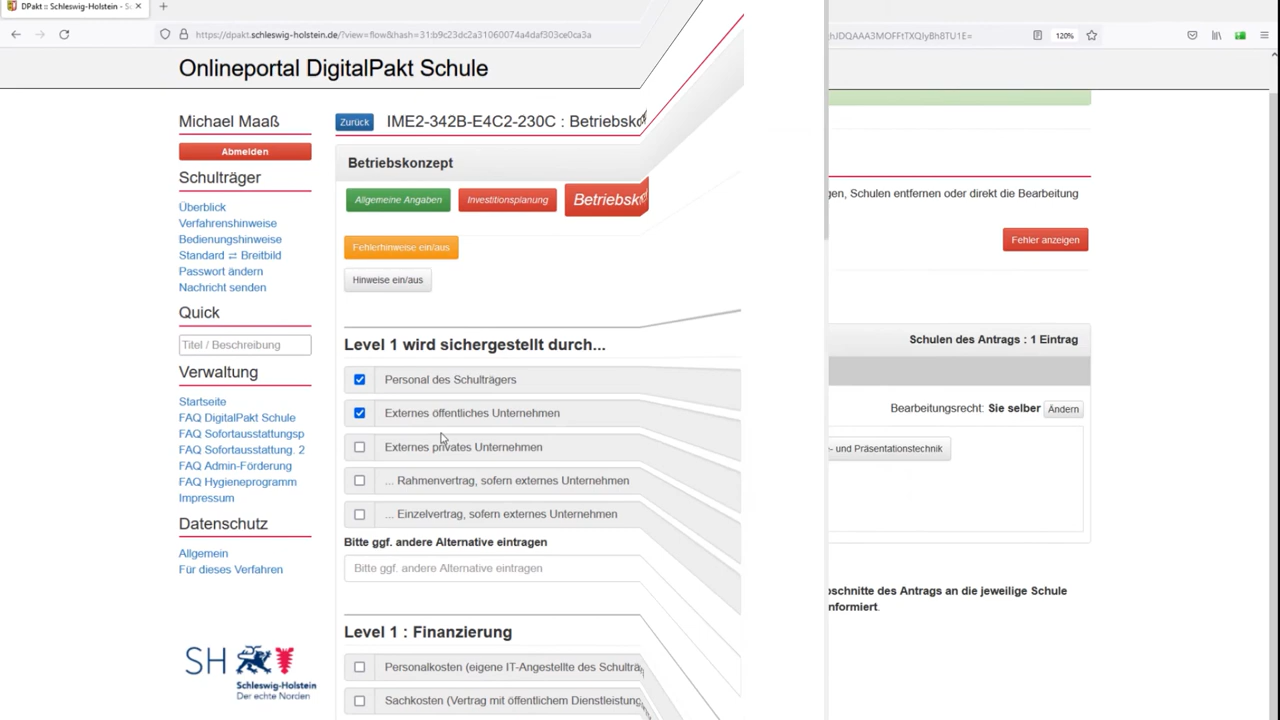 DPakt :: Schleswig-Holstein - Sc
https://dpakt.schleswig-holstein.de/?view=flow&hash=31:b9c23dc2a31060074a4daf303ce0ca3a
120%
Onlineportal DigitalPakt Schule
Michael Maaß
Abmelden
Schulträger
Überblick
Verfahrenshinweise
Bedienungshinweise
Standard ⇄ Breitbild
Passwort ändern
Nachricht senden
Quick
Titel / Beschreibung
Verwaltung
Startseite
FAQ DigitalPakt Schule
FAQ Sofortausstattungsp
FAQ Sofortausstattung. 2
FAQ Admin-Förderung
FAQ Hygieneprogramm
Impressum
Datenschutz
Allgemein
Für dieses Verfahren
SH
Schleswig-Holstein
Der echte Norden
Zurück IME2-342B-E4C2-230C : Betriebsko
Betriebskonzept
Allgemeine Angaben Investitionsplanung Betriebsk
Fehlerhinweise ein/aus
Hinweise ein/aus
Level 1 wird sichergestellt durch...
Personal des Schulträgers
Externes öffentliches Unternehmen
Externes privates Unternehmen
... Rahmenvertrag, sofern externes Unternehmen
... Einzelvertrag, sofern externes Unternehmen
Bitte ggf. andere Alternative eintragen
Bitte ggf. andere Alternative eintragen
Level 1 : Finanzierung
Personalkosten (eigene IT-Angestellte des Schulträ
Sachkosten (Vertrag mit öffentlichem Dienstleistung
gen, Schulen entfernen oder direkt die Bearbeitung
Fehler anzeigen
Schulen des Antrags : 1 Eintrag
Bearbeitungsrecht: Sie selber Ändern
- und Präsentationstechnik
bschnitte des Antrags an die jeweilige Schule
nformiert.